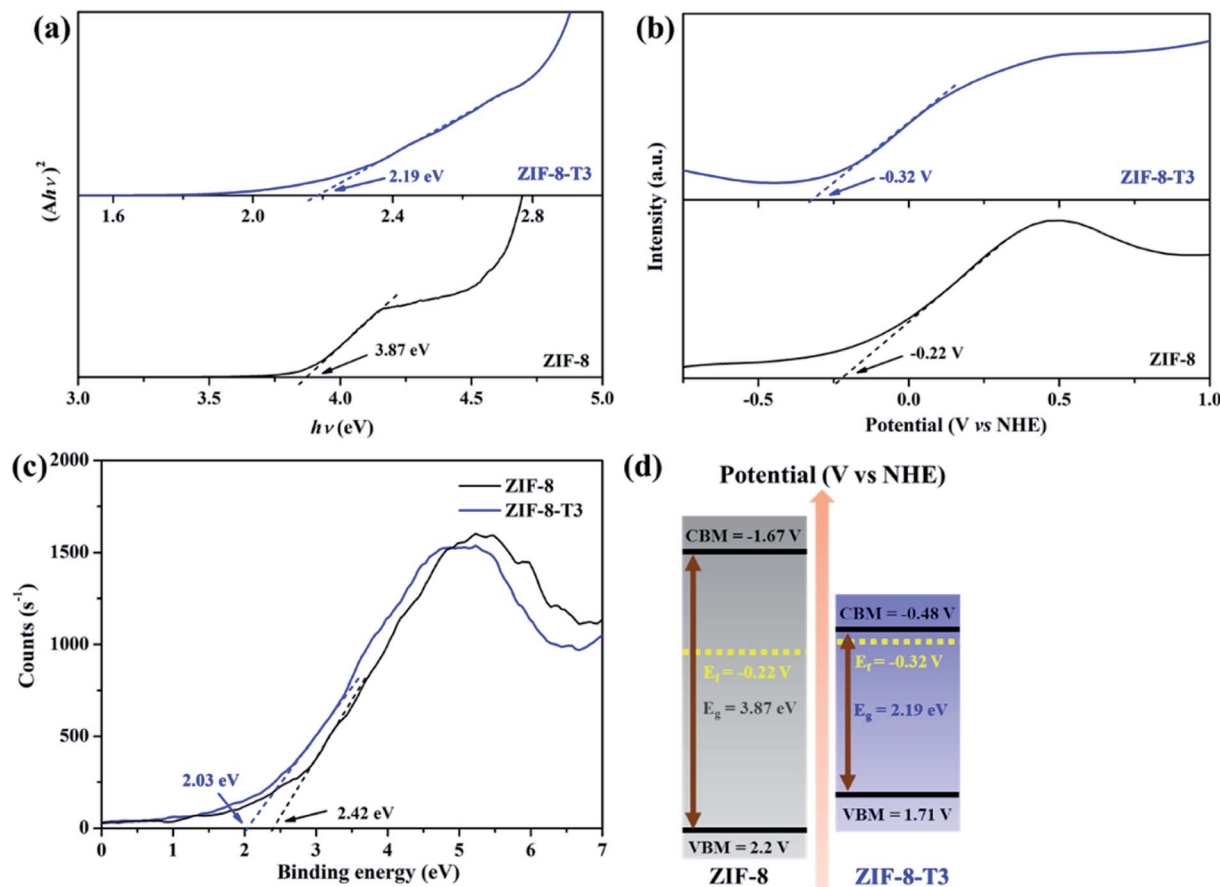 (a)
(Ahν)²
2.19 eV
ZIF-8-T3
1.6 2.0 2.4 2.8
3.87 eV
ZIF-8
3.0 3.5 4.0 4.5 5.0
hν (eV)
(b)
Intensity (a.u.)
-0.32 V
ZIF-8-T3
-0.22 V
ZIF-8
-0.5 0.0 0.5 1.0
Potential (V vs NHE)
(c)
Counts (s⁻¹)
2000
1500
1000
500
0
ZIF-8
ZIF-8-T3
2.03 eV
2.42 eV
0 1 2 3 4 5 6 7
Binding energy (eV)
(d)
Potential (V vs NHE)
CBM = -1.67 V
E_f = -0.22 V
E_g = 3.87 eV
VBM = 2.2 V
ZIF-8
CBM = -0.48 V
E_f = -0.32 V
E_g = 2.19 eV
VBM = 1.71 V
ZIF-8-T3